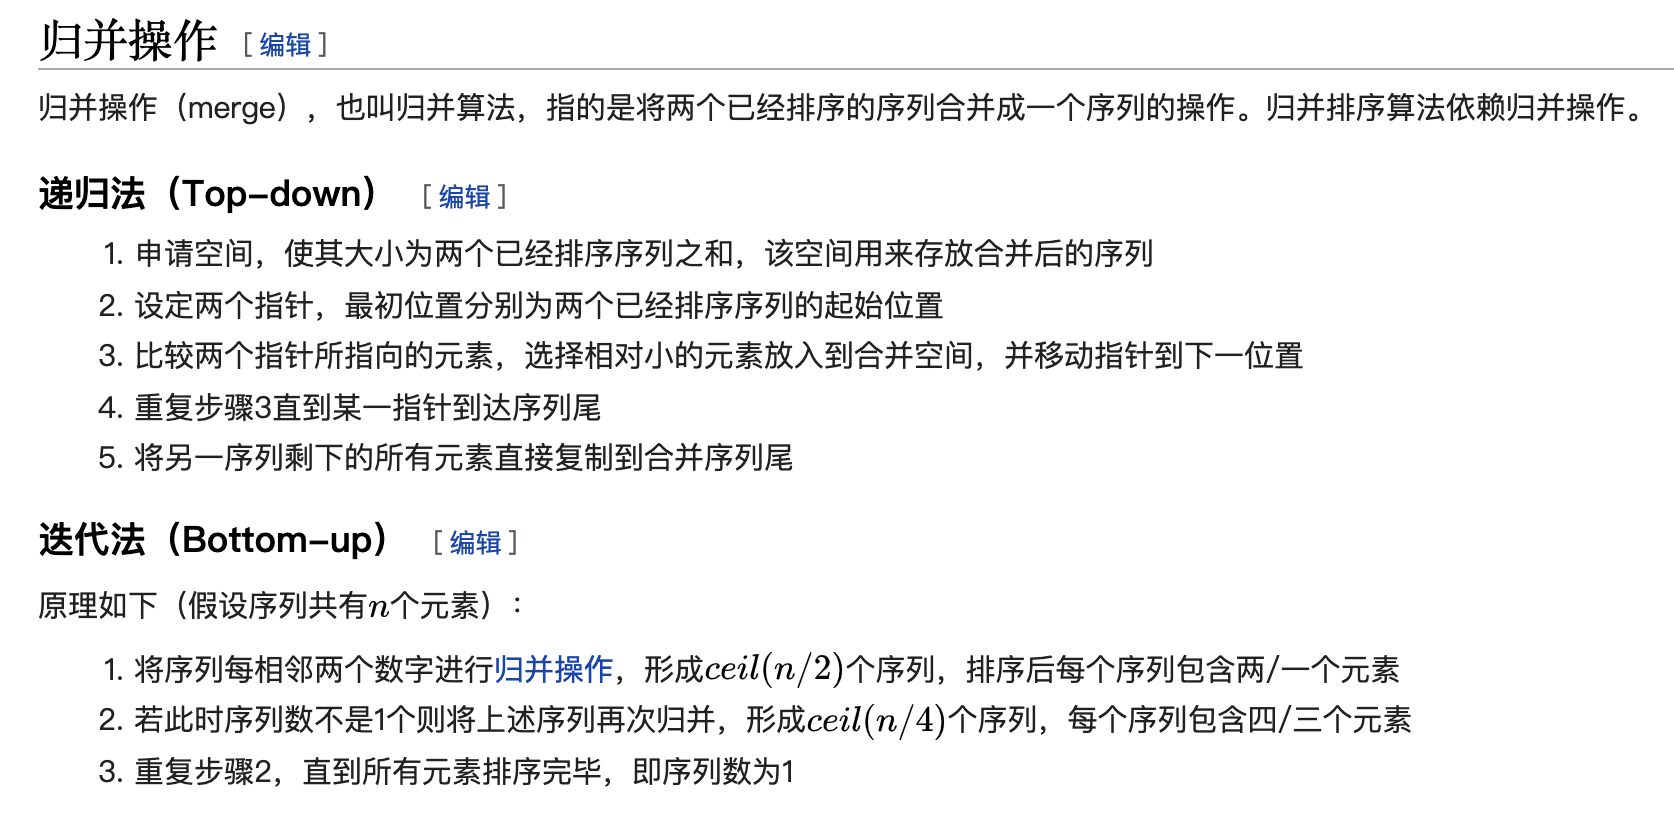 归并操作 [编辑]
归并操作（merge），也叫归并算法，指的是将两个已经排序的序列合并成一个序列的操作。归并排序算法依赖归并操作。
递归法（Top-down） [编辑]
1. 申请空间，使其大小为两个已经排序序列之和，该空间用来存放合并后的序列
2. 设定两个指针，最初位置分别为两个已经排序序列的起始位置
3. 比较两个指针所指向的元素，选择相对小的元素放入到合并空间，并移动指针到下一位置
4. 重复步骤3直到某一指针到达序列尾
5. 将另一序列剩下的所有元素直接复制到合并序列尾
迭代法（Bottom-up） [编辑]
原理如下（假设序列共有n个元素）：
1. 将序列每相邻两个数字进行归并操作，形成ceil(n/2)个序列，排序后每个序列包含两/一个元素
2. 若此时序列数不是1个则将上述序列再次归并，形成ceil(n/4)个序列，每个序列包含四/三个元素
3. 重复步骤2，直到所有元素排序完毕，即序列数为1